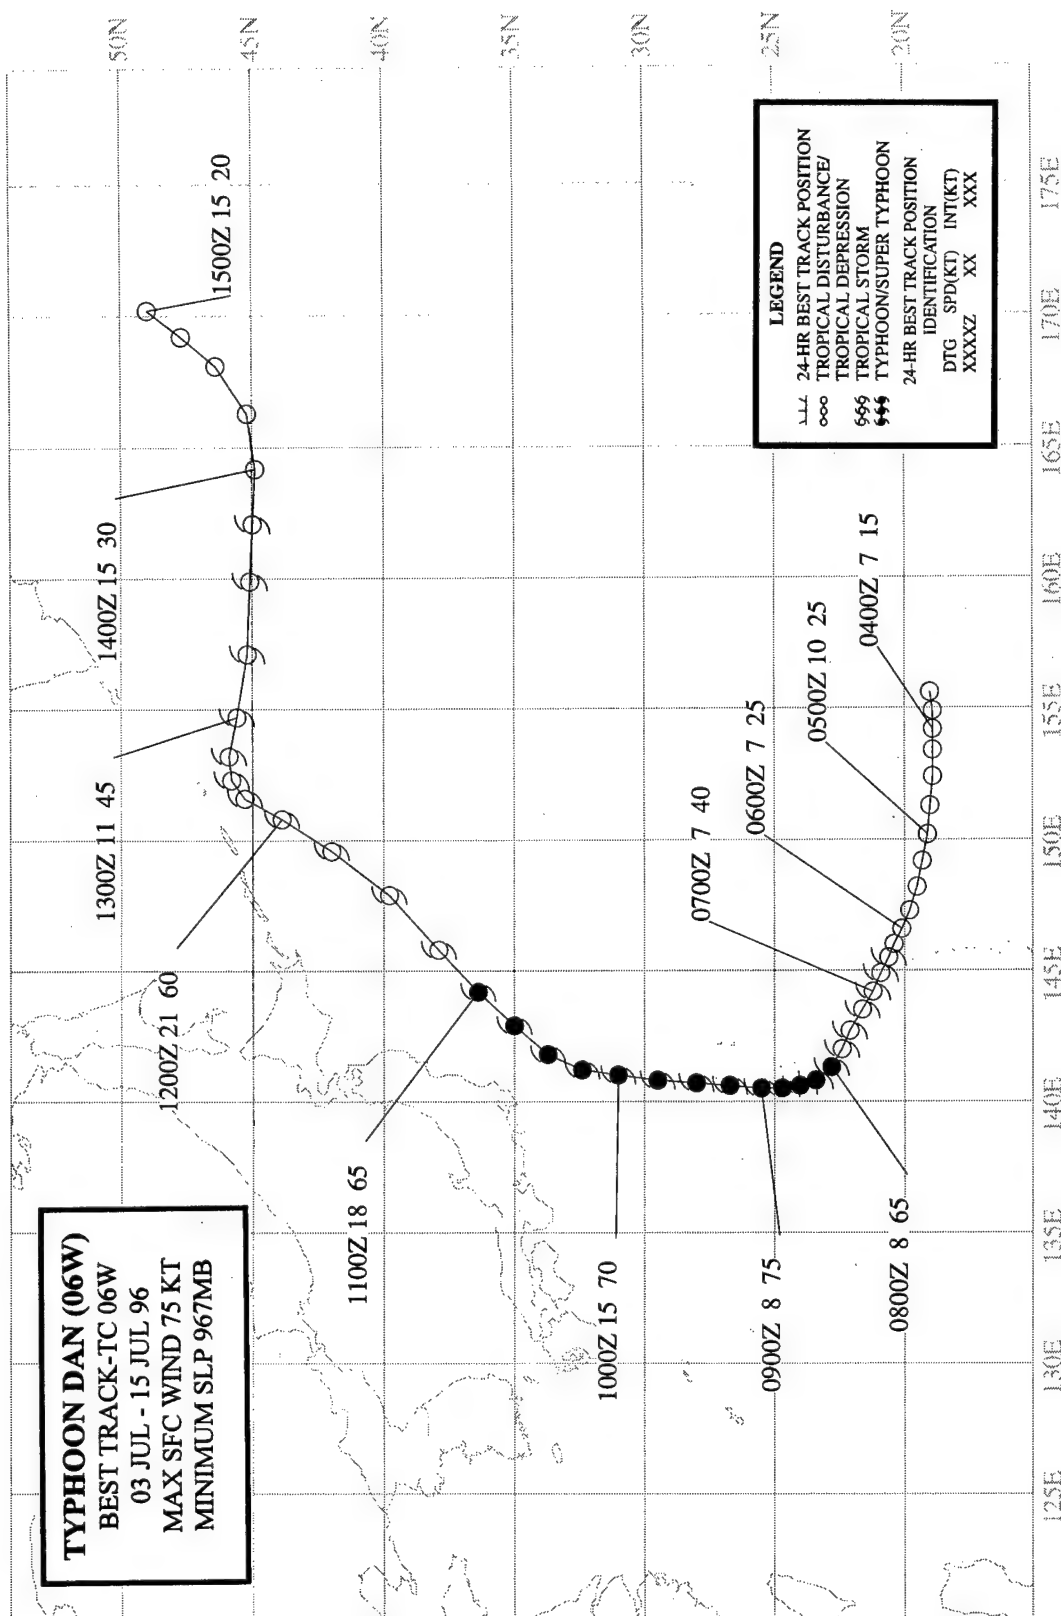 TYPHOON DAN (06W)
BEST TRACK-TC 06W
03 JUL - 15 JUL 96
MAX SFC WIND 75 KT
MINIMUM SLP 967MB
50N
45N
40N
35N
30N
25N
20N
125E
130E
135E
140E
145E
150E
155E
160E
165E
170E
175E
1500Z 15 20
1400Z 15 30
1300Z 11 45
1200Z 21 60
1100Z 18 65
1000Z 15 70
0900Z 8 75
0800Z 8 65
0700Z 7 40
0600Z 7 25
0500Z 10 25
0400Z 7 15
LEGEND
24-HR BEST TRACK POSITION
TROPICAL DISTURBANCE/
TROPICAL DEPRESSION
TROPICAL STORM
TYPHOON/SUPER TYPHOON
24-HR BEST TRACK POSITION
IDENTIFICATION
DTG SPD(KT) INT(KT)
XXXXZ XX XXX